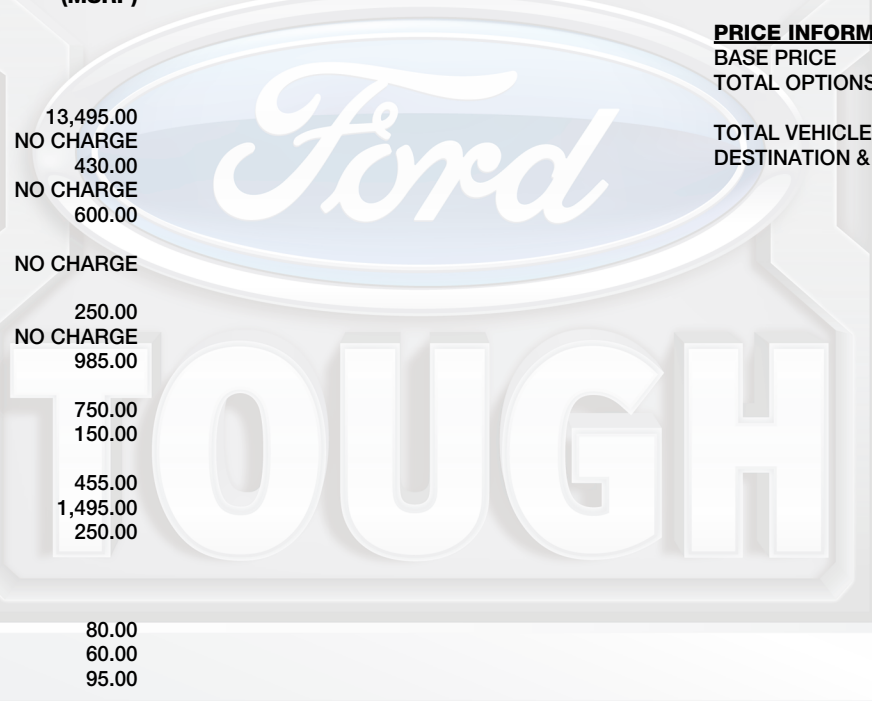 13,495.00
NO CHARGE
430.00
NO CHARGE
600.00
NO CHARGE
250.00
NO CHARGE
985.00
750.00
150.00
455.00
1,495.00
250.00
80.00
60.00
95.00
PRICE INFORM
BASE PRICE
TOTAL OPTIONS
TOTAL VEHICLE
DESTINATION &
Ford
TOUGH